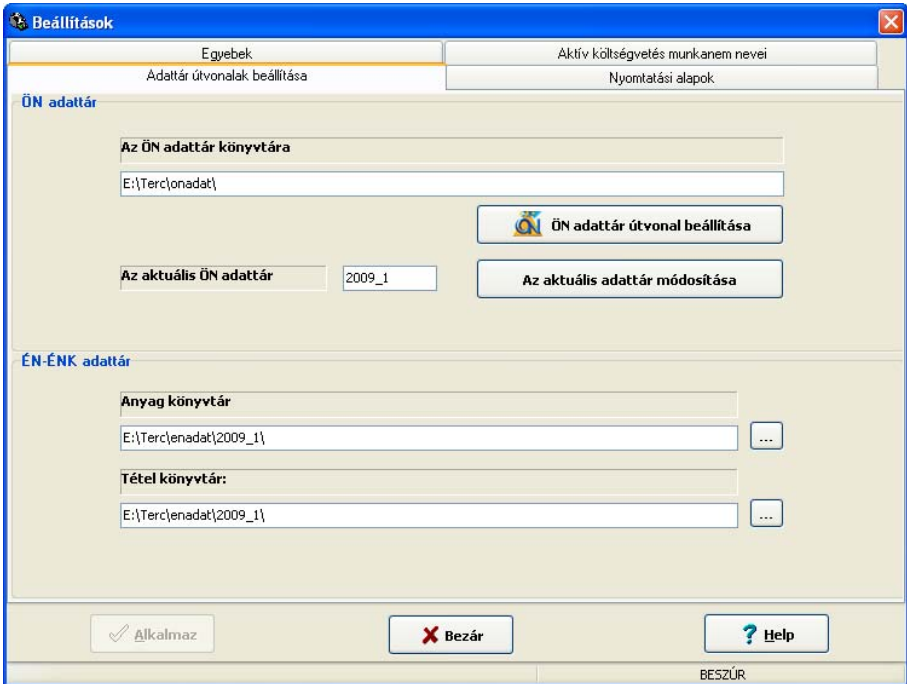 Beállítások
Egyebek
Aktív költségvetés munkanem nevei
Adattár útvonalak beállítása
Nyomtatási alapok
ÖN adattár
Az ÖN adattár könyvtára
E:\Terc\onadat\
ÖN ÖN adattár útvonal beállítása
Az aktuális ÖN adattár
2009_1
Az aktuális adattár módosítása
ÉN-ÉNK adattár
Anyag könyvtár
E:\Terc\enadat\2009_1\
...
Tétel könyvtár:
E:\Terc\enadat\2009_1\
...
Alkalmaz
Bezár
? Help
BESZÚR